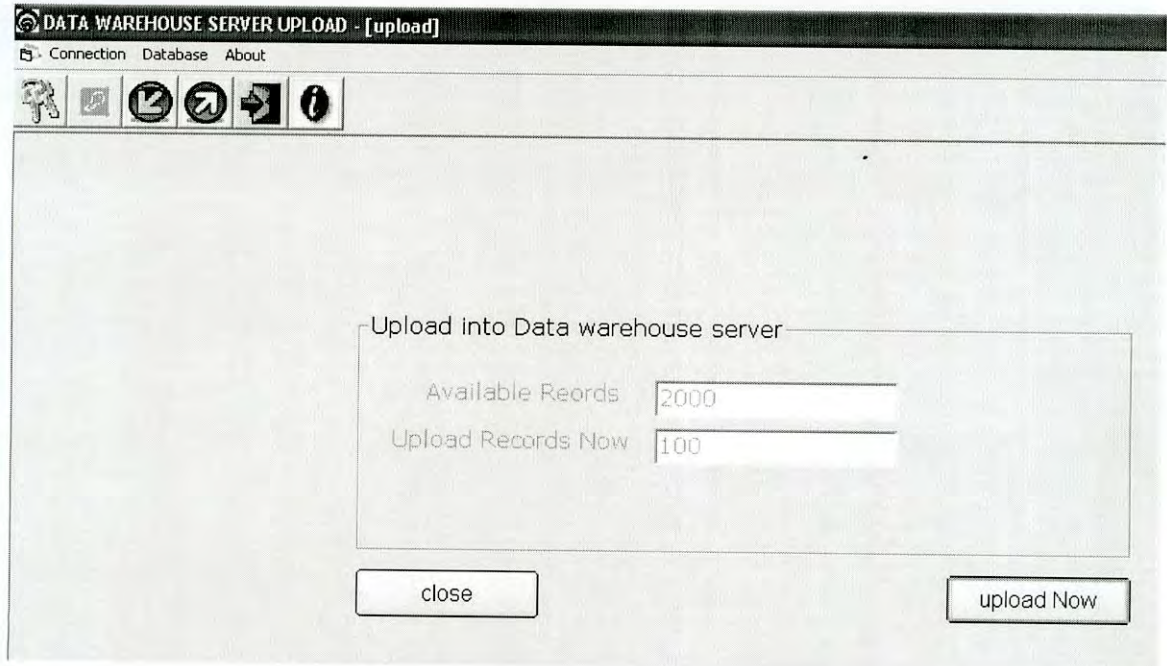 DATA WAREHOUSE SERVER UPLOAD - [upload]
Connection Database About
Upload into Data warehouse server
Available Reords 2000
Upload Records Now 100
close upload Now